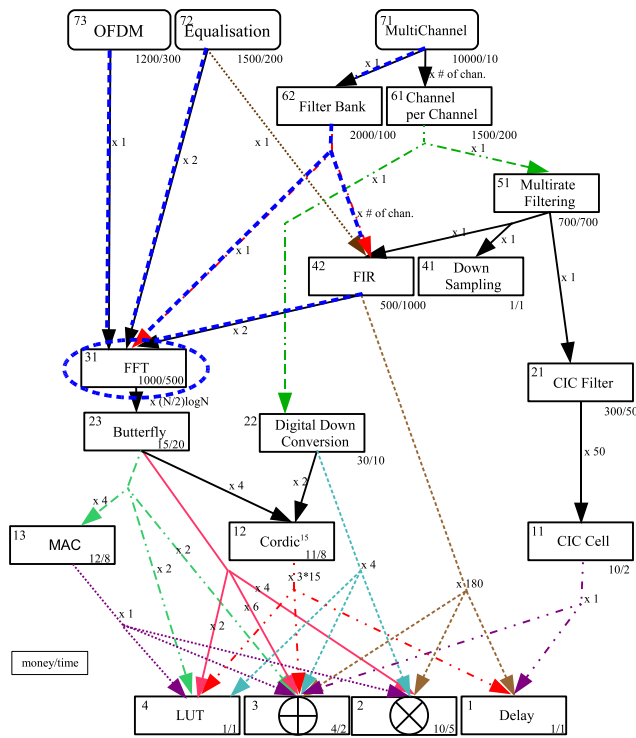 73
OFDM
1200/300
72
Equalisation
1500/200
71
MultiChannel
10000/10
x 1
x # of chan.
62
Filter Bank
2000/100
61
Channel
per Channel
1500/200
x 1
x 2
x 1
x 1
x 1
51
Multirate
Filtering
700/700
x # of chan.
x 1
x 1
x 1
x 1
42
FIR
500/1000
41
Down
Sampling
1/1
x 2
31
FFT
1000/500
21
CIC Filter
300/50
x (N/2)logN
23
Butterfly
15/20
22
Digital Down
Conversion
30/10
x 50
x 4
x 2
x 4
13
MAC
12/8
12
Cordic15
11/8
11
CIC Cell
10/2
x 2
x 2
x 4
x 3*15
x 4
x 180
x 6
x 1
x 2
x 1
money/time
4
LUT
1/1
3
4/2
2
10/5
1
Delay
1/1